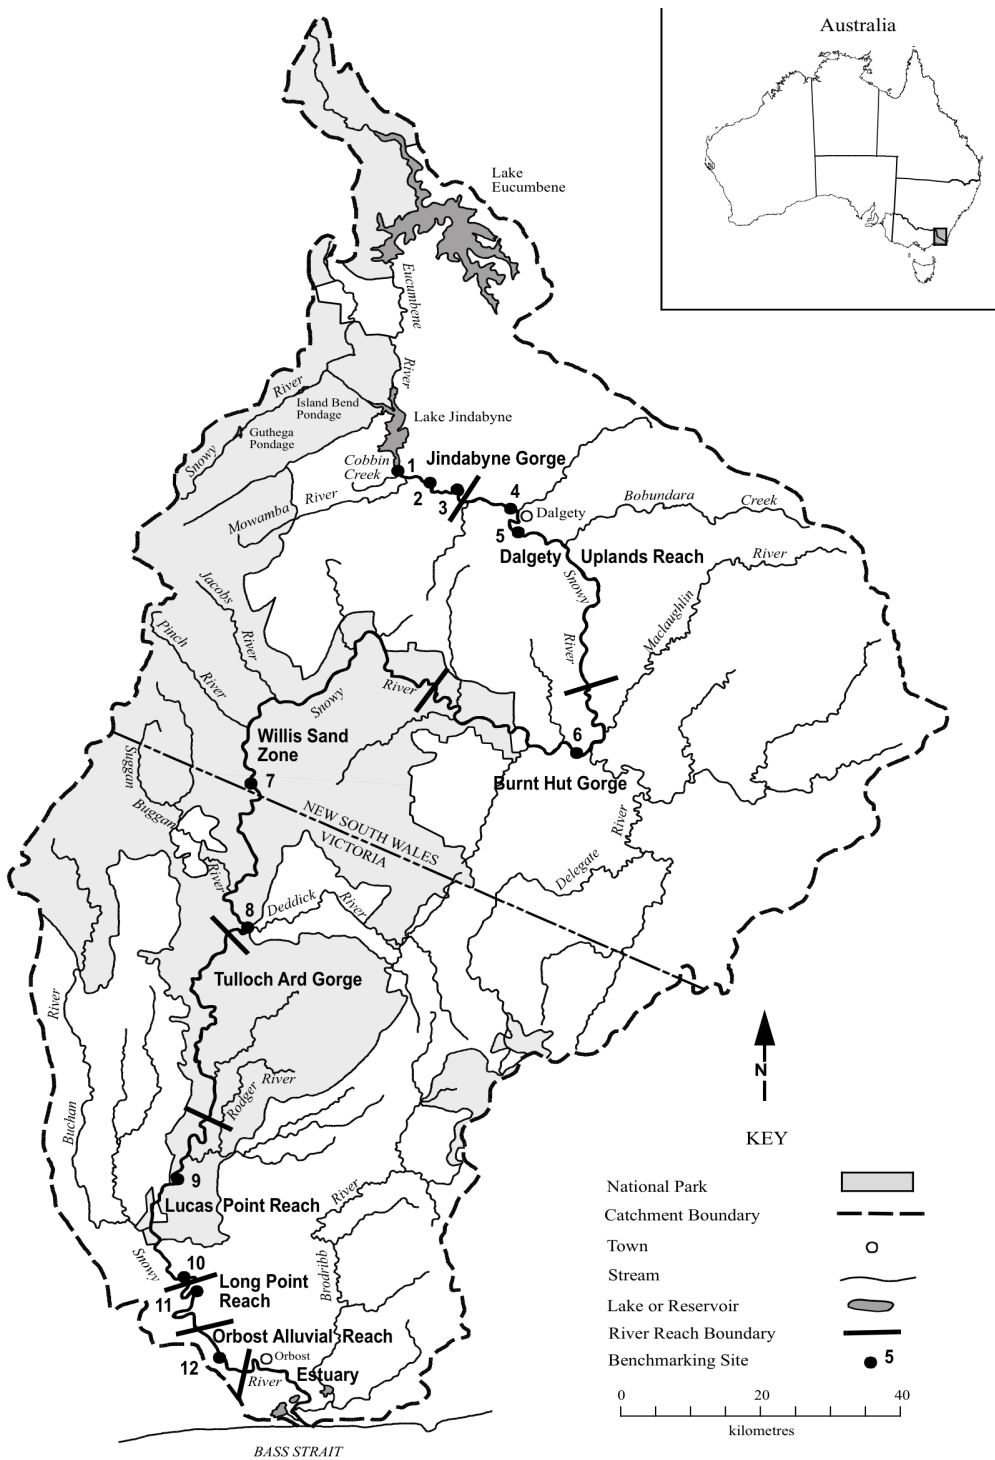 Australia
Lake
Eucumbene
Eucumbene
River
River
Island Bend
Pondage
Lake Jindabyne
Guthega
Pondage
Snowy
Cobbin
Creek
1
Jindabyne Gorge
2
3
4
Dalgety
5
Bobundara
Creek
River
Mowamba
Dalgety
Uplands Reach
River
Snowy
Jacobs
River
Maclaughlin
Pinch
River
River
River
Snowy
6
Willis Sand
Zone
Suggan
7
Burnt Hut Gorge
Buggan
NEW SOUTH WALES
VICTORIA
River
Delegate
River
Deddick
River
8
Tulloch Ard Gorge
River
N
River
Rodger
Buchan
KEY
9
River
Lucas Point Reach
National Park
Catchment Boundary
Snowy
10
Brodribb
Town
Long Point
Reach
11
Stream
Lake or Reservoir
Orbost Alluvial Reach
River Reach Boundary
12
Orbost
Benchmarking Site
5
River
Estuary
0
20
40
kilometres
BASS STRAIT